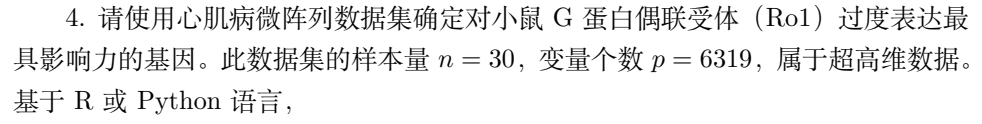 4. 请使用心肌病微阵列数据集确定对小鼠 G 蛋白偶联受体（Ro1）过度表达最
具影响力的基因。此数据集的样本量 n = 30，变量个数 p = 6319，属于超高维数据。
基于 R 或 Python 语言，